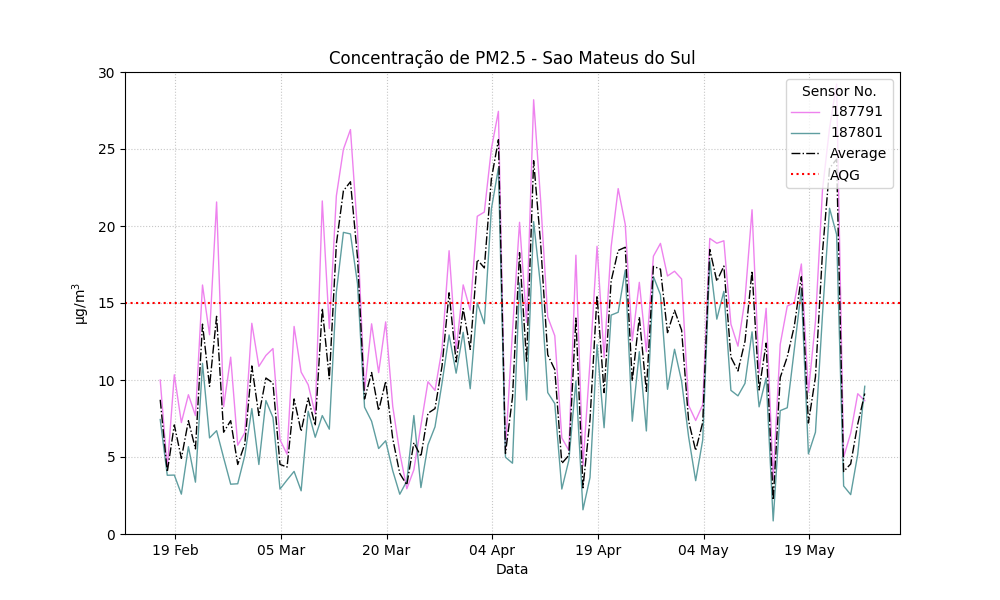 Concentração de PM2.5 - Sao Mateus do Sul
30
25
20
15
10
5
0
µg/m³
Sensor No.
187791
187801
Average
AQG
19 Feb 05 Mar 20 Mar 04 Apr 19 Apr 04 May 19 May
Data